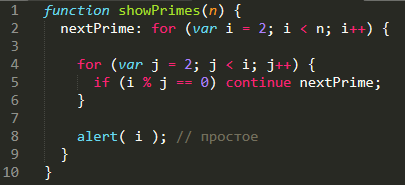 1 function showPrimes(n) {
2 nextPrime: for (var i = 2; i < n; i++) {
3
4 for (var j = 2; j < i; j++) {
5 if (i % j == 0) continue nextPrime;
6 }
7
8 alert( i ); // простое
9 }
10 }